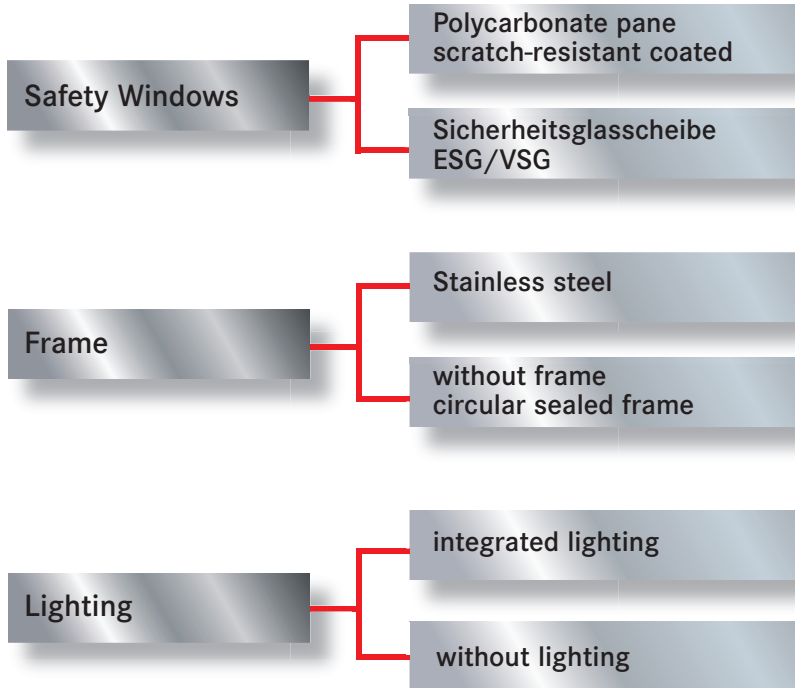 Safety Windows
Polycarbonate pane
scratch-resistant coated
Sicherheitsglasscheibe
ESG/VSG
Frame
Stainless steel
without frame
circular sealed frame
Lighting
integrated lighting
without lighting